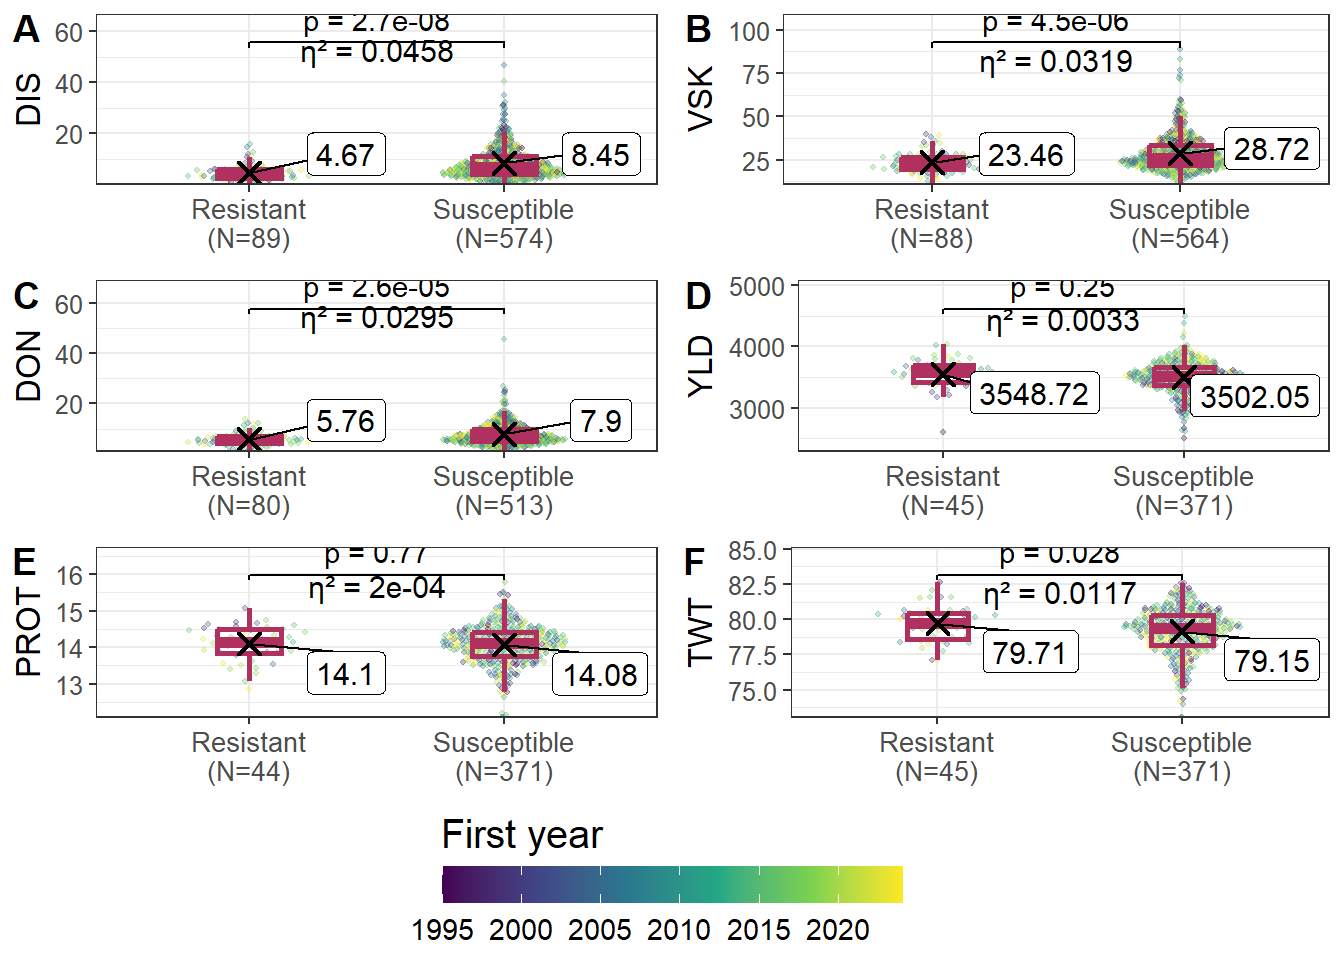 A
p = 2.7e-08
η² = 0.0458
DIS
60
40
20
4.67
8.45
Resistant
(N=89)
Susceptible
(N=574)
B
p = 4.5e-06
η² = 0.0319
VSK
100
75
50
25
23.46
28.72
Resistant
(N=88)
Susceptible
(N=564)
C
p = 2.6e-05
η² = 0.0295
DON
60
40
20
5.76
7.9
Resistant
(N=80)
Susceptible
(N=513)
D
p = 0.25
η² = 0.0033
YLD
5000
4000
3000
3548.72
3502.05
Resistant
(N=45)
Susceptible
(N=371)
E
p = 0.77
η² = 2e-04
PROT
16
15
14
13
14.1
14.08
Resistant
(N=44)
Susceptible
(N=371)
F
p = 0.028
η² = 0.0117
TWT
85.0
82.5
80.0
77.5
75.0
79.71
79.15
Resistant
(N=45)
Susceptible
(N=371)
First year
1995 2000 2005 2010 2015 2020